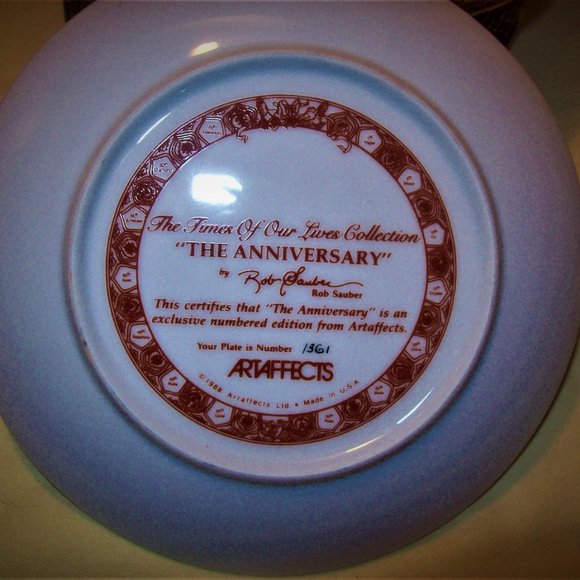 The Times Of Our Lives Collection
"THE ANNIVERSARY"
by Rob Sauber
Rob Sauber
This certifies that "The Anniversary" is an
exclusive numbered edition from Artaffects.
Your Plate is Number 1361
ARTAFFECTS
©1988 Artaffects Ltd. • Made in U.S.A.